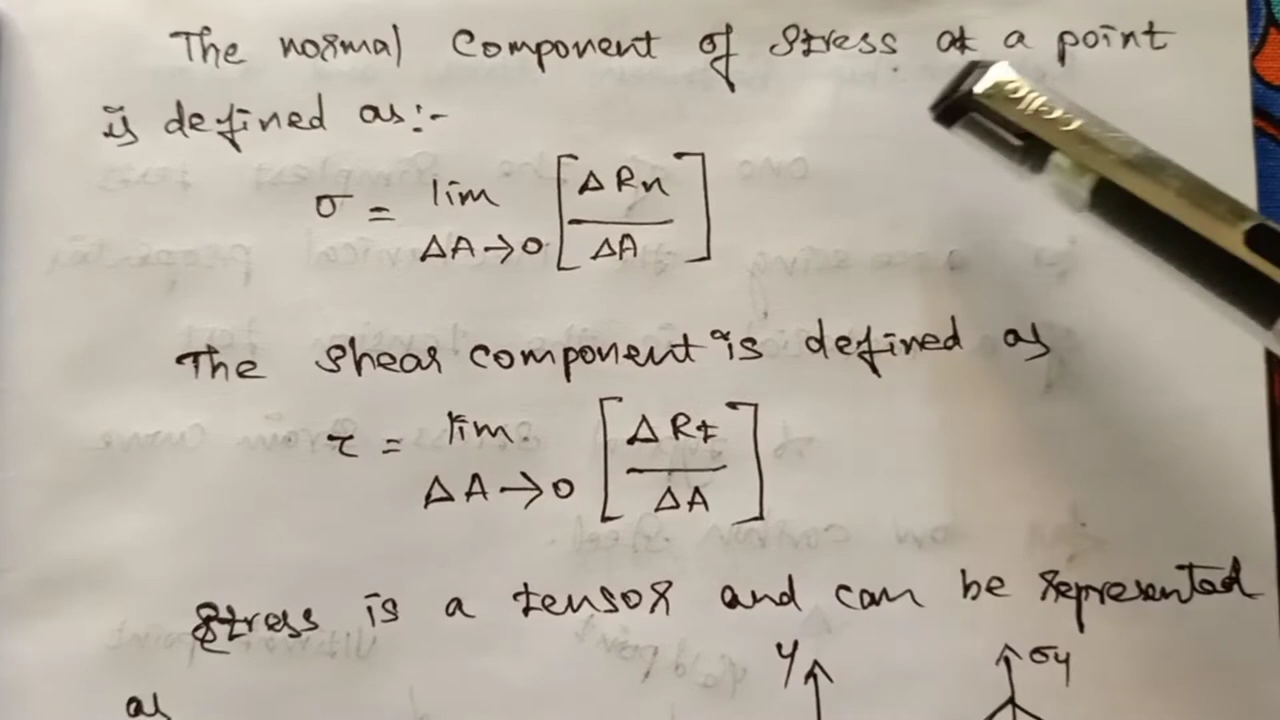 The normal component of stress at a point
is defined as:-
σ = lim ΔA→0 [ΔRn / ΔA]
The shear component is defined as
τ = lim. ΔA→0 [ΔRt / ΔA]
Stress is a tensor and can be represented
as
y
σy
cello